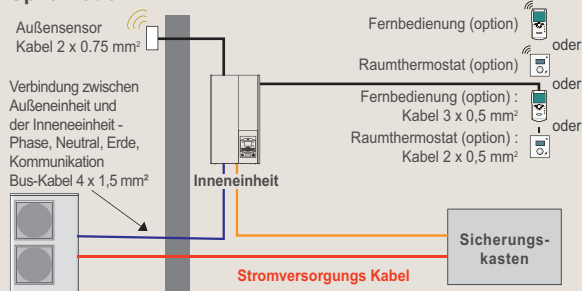 Außensensor
Kabel 2 x 0.75 mm²
Verbindung zwischen
Außeneinheit und
der Inneneeinheit -
Phase, Neutral, Erde,
Kommunikation
Bus-Kabel 4 x 1,5 mm²
Inneneinheit
Fernbedienung (option)
oder
Raumthermostat (option)
oder
Fernbedienung (option) :
Kabel 3 x 0,5 mm²
oder
Raumthermostat (option) :
Kabel 2 x 0,5 mm²
Sicherungs-
kasten
Stromversorgungs Kabel